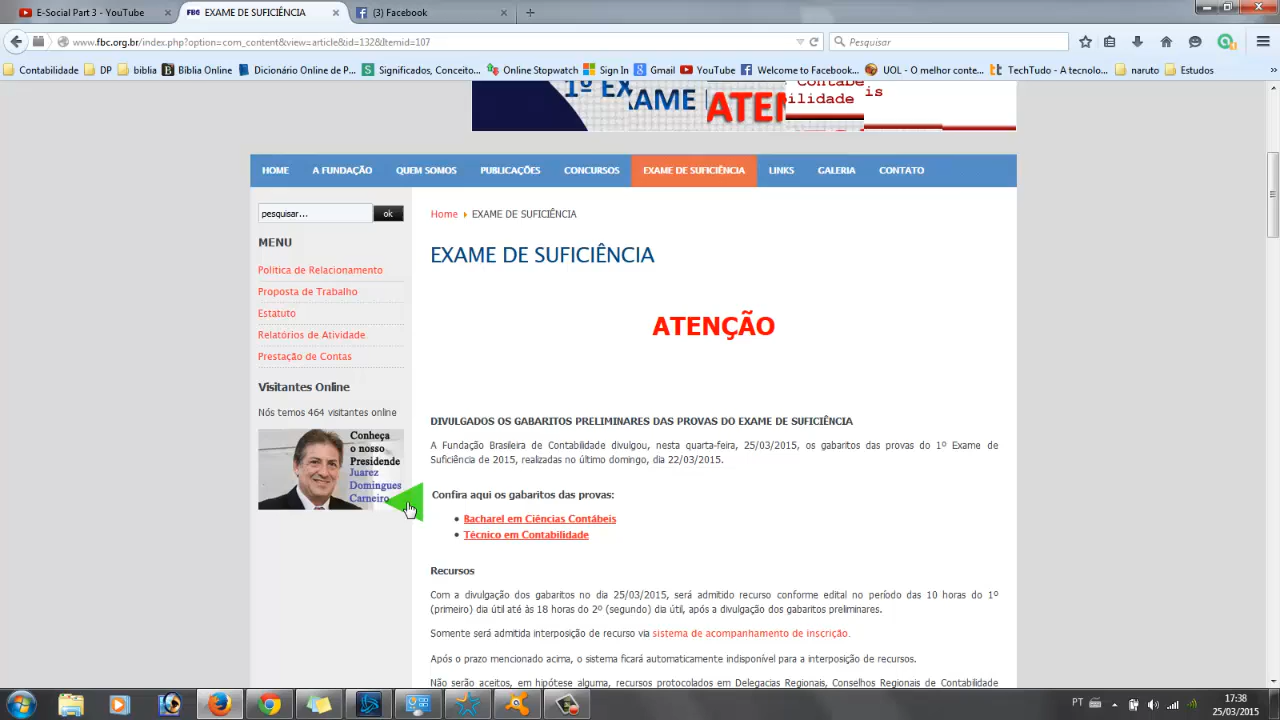 E-Social Part 5 - YouTube
FBC EXAME DE SUFICIÊNCIA
(3) Facebook
www.fbc.org.br/index.php?option=com_content&view=article&id=132&Itemid=107
Pesquisar
Contabilidade DP biblia Bíblia Online Dicionário Online de P... Significados, Conceito... Online Stopwatch Sign In Gmail YouTube Welcome to Facebook... UOL - O melhor conte... TechTudo - A tecnolo... naruto Estudos
1º EX
AME
ATEN
Contábeis
ilidade
HOME A FUNDAÇÃO QUEM SOMOS PUBLICAÇÕES CONCURSOS EXAME DE SUFICIÊNCIA LINKS GALERIA CONTATO
pesquisar... ok
MENU
Política de Relacionamento
Proposta de Trabalho
Estatuto
Relatórios de Atividade
Prestação de Contas
Visitantes Online
Nós temos 464 visitantes online
Conheça
o nosso
Presidende
Juarez
Domingues
Carneiro
Home EXAME DE SUFICIÊNCIA
EXAME DE SUFICIÊNCIA
ATENÇÃO
DIVULGADOS OS GABARITOS PRELIMINARES DAS PROVAS DO EXAME DE SUFICIÊNCIA
A Fundação Brasileira de Contabilidade divulgou, nesta quarta-feira, 25/03/2015, os gabaritos das provas do 1º Exame de
Suficiência de 2015, realizadas no último domingo, dia 22/03/2015.
Confira aqui os gabaritos das provas:
• Bacharel em Ciências Contábeis
• Técnico em Contabilidade
Recursos
Com a divulgação dos gabaritos no dia 25/03/2015, será admitido recurso conforme edital no período das 10 horas do 1º
(primeiro) dia útil até às 18 horas do 2º (segundo) dia útil, após a divulgação dos gabaritos preliminares.
Somente será admitida interposição de recurso via sistema de acompanhamento de inscrição.
Após o prazo mencionado acima, o sistema ficará automaticamente indisponível para a interposição de recursos.
Não serão aceitos, em hipótese alguma, recursos protocolados em Delegacias Regionais, Conselhos Regionais de Contabilidade
PT
17:38
25/03/2015